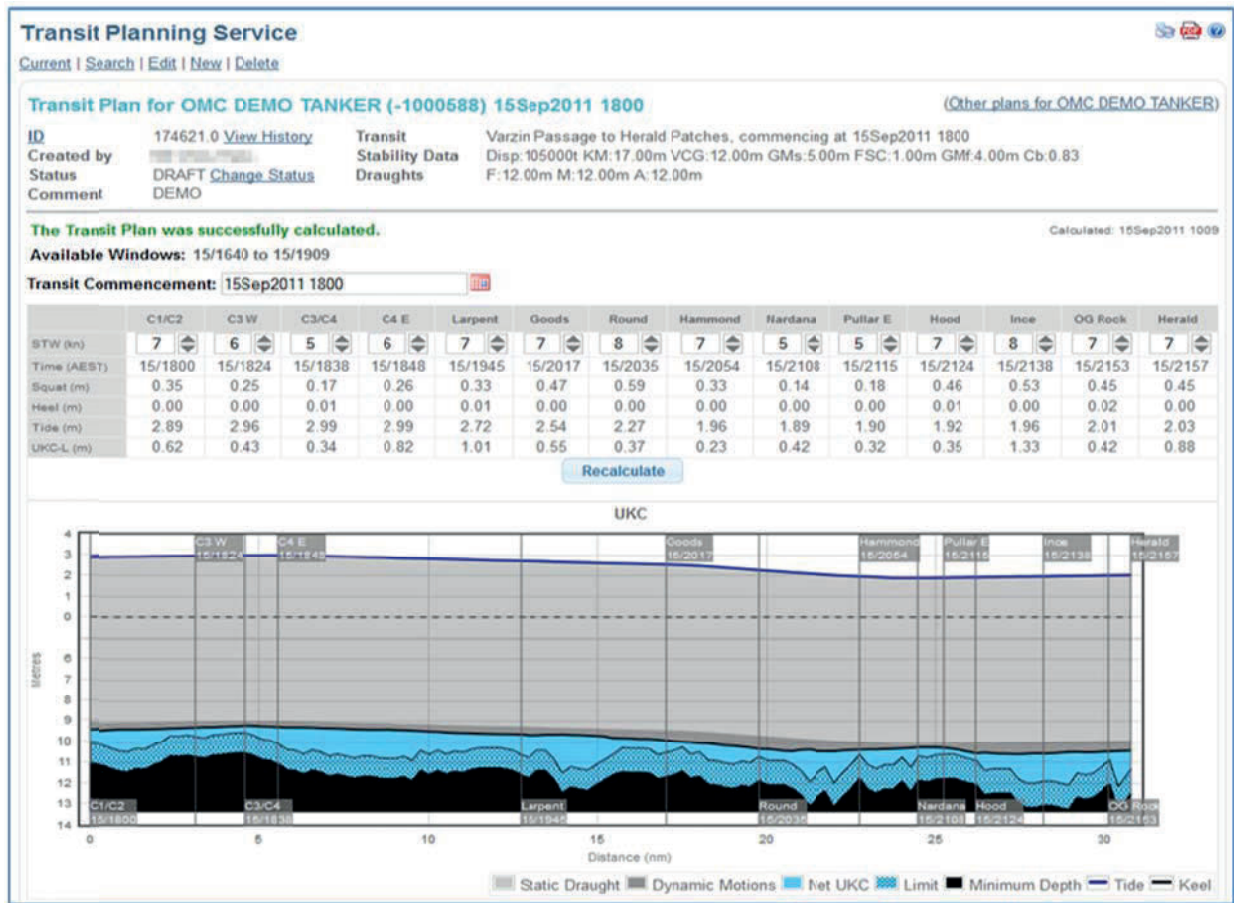 Transit Planning Service
Current | Search | Edit | New | Delete
Transit Plan for OMC DEMO TANKER (-1000588) 15Sep2011 1800
(Other plans for OMC DEMO TANKER)
ID 174621.0 View History Transit Varzin Passage to Herald Patches, commencing at 15Sep2011 1800
Created by Stability Data Disp:105000t KM:17.00m VCG:12.00m GMs:5.00m FSC:1.00m GMf:4.00m Cb:0.83
Status DRAFT Change Status Draughts F:12.00m M:12.00m A:12.00m
Comment DEMO
The Transit Plan was successfully calculated.
Calculated: 15Sep2011 1009
Available Windows: 15/1640 to 15/1909
Transit Commencement: 15Sep2011 1800
C1/C2 C3 W C3/C4 C4 E Larpent Goods Round Hammond Nardana Pullar E Hood Ince OG Rock Herald
STW (kn) 7 6 5 6 7 7 8 7 5 5 7 8 7 7
Time (AEST) 15/1800 15/1824 15/1838 15/1848 15/1945 15/2017 15/2035 15/2054 15/2108 15/2115 15/2124 15/2138 15/2153 15/2157
Squat (m) 0.35 0.25 0.17 0.26 0.33 0.47 0.59 0.33 0.14 0.18 0.46 0.53 0.45 0.45
Heel (m) 0.00 0.00 0.01 0.00 0.01 0.00 0.00 0.00 0.00 0.00 0.01 0.00 0.02 0.00
Tide (m) 2.89 2.96 2.99 2.99 2.72 2.54 2.27 1.96 1.89 1.90 1.92 1.96 2.01 2.03
UKC-L (m) 0.62 0.43 0.34 0.82 1.01 0.55 0.37 0.23 0.42 0.32 0.35 1.33 0.42 0.88
Recalculate
UKC
4
3
2
1
0
6
7
8
9
10
11
12
13
14
Metres
C3 W C4 E Goods Hammond Pullar E Ince Herald
15/1824 15/1848 15/2017 15/2054 15/2115 15/2138 15/2157
C1/C2 C3/C4 Larpent Round Nardana Hood OG Rock
15/1800 15/1838 15/1945 15/2035 15/2108 15/2124 15/2153
0 5 10 15 20 25 30
Distance (nm)
Static Draught Dynamic Motions Net UKC Limit Minimum Depth Tide Keel